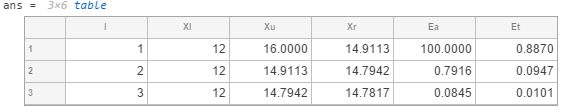 ans = 3×6 table
I Xl Xu Xr Ea Et
1 1 12 16.0000 14.9113 100.0000 0.8870
2 2 12 14.9113 14.7942 0.7916 0.0947
3 3 12 14.7942 14.7817 0.0845 0.0101